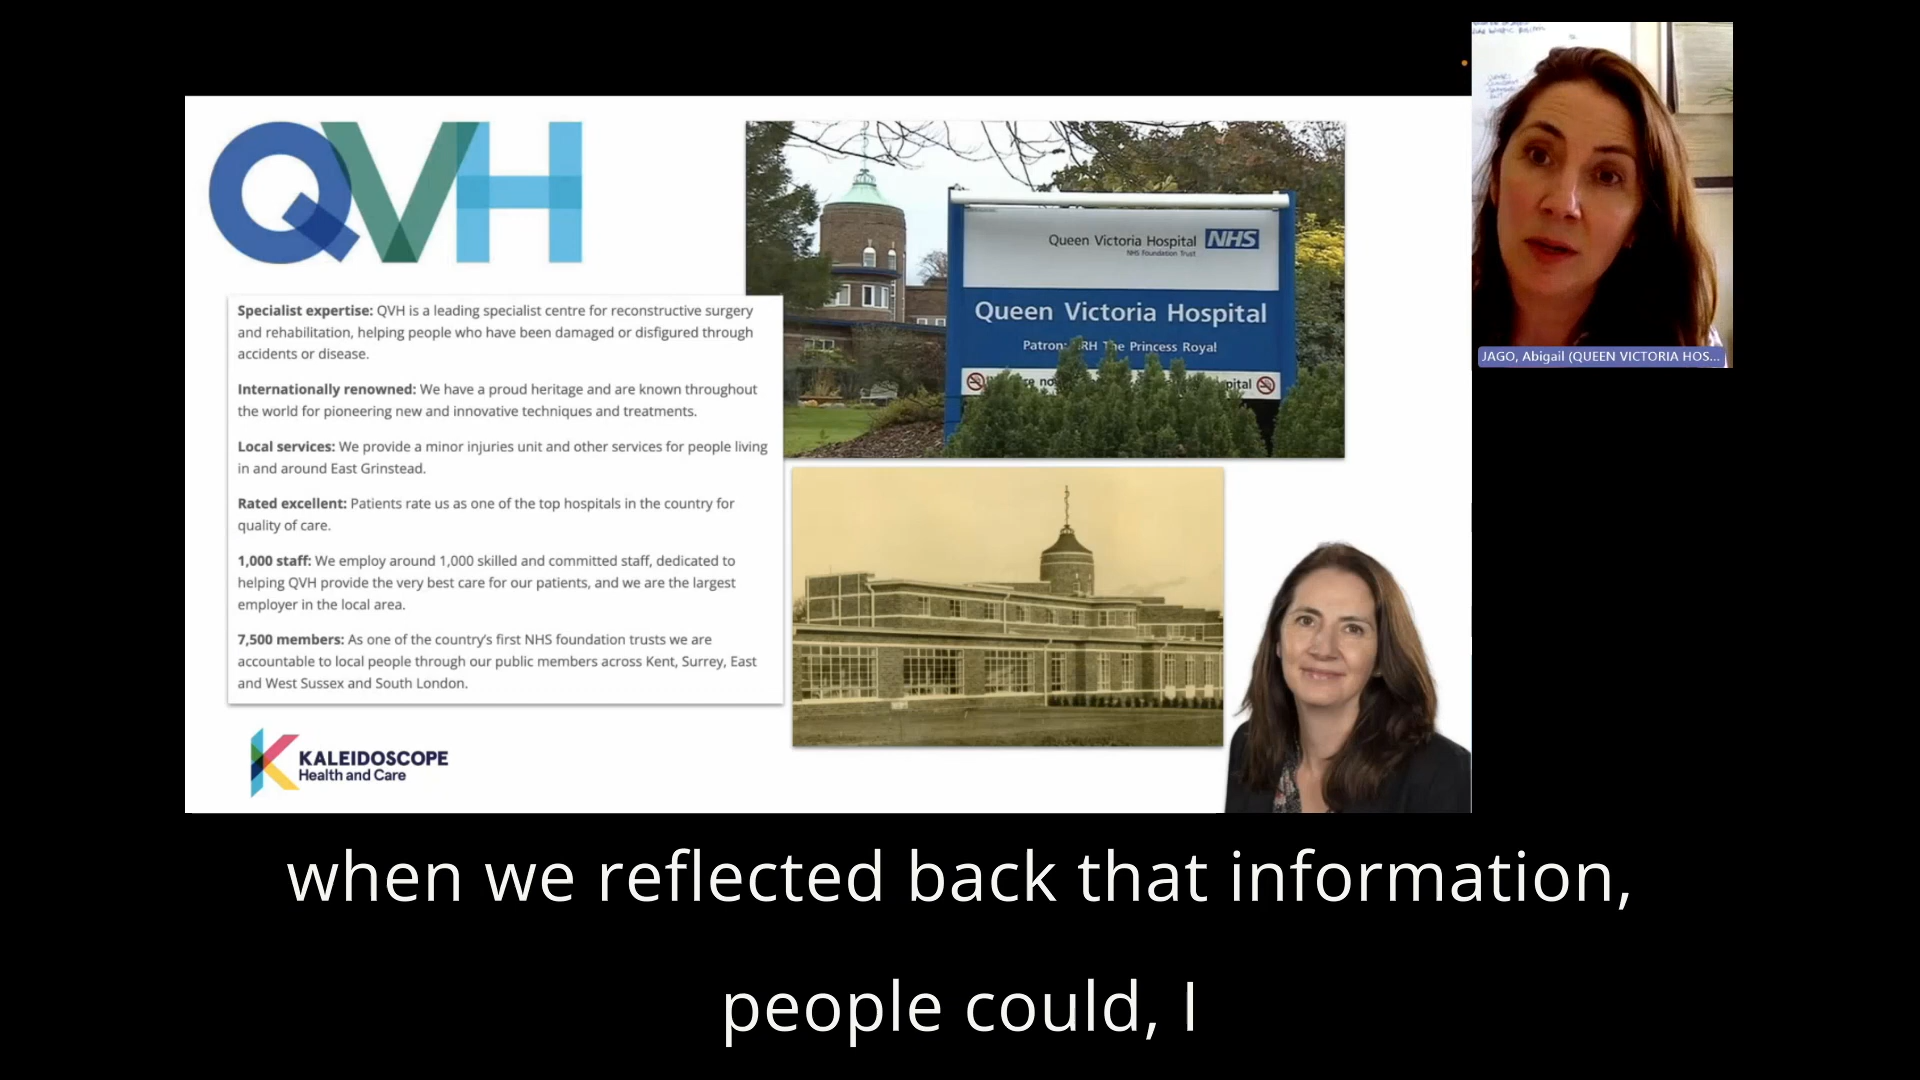 QVH
Queen Victoria Hospital NHS
NHS Foundation Trust
Queen Victoria Hospital
The Princess Royal
Specialist expertise: QVH is a leading specialist centre for reconstructive surgery
and rehabilitation, helping people who have been damaged or disfigured through
accidents or disease.
Internationally renowned: We have a proud heritage and are known throughout
the world for pioneering new and innovative techniques and treatments.
Local services: We provide a minor injuries unit and other services for people living
in and around East Grinstead.
Rated excellent: Patients rate us as one of the top hospitals in the country for
quality of care.
1,000 staff: We employ around 1,000 skilled and committed staff, dedicated to
helping QVH provide the very best care for our patients, and we are the largest
employer in the local area.
7,500 members: As one of the country's first NHS foundation trusts we are
accountable to local people through our public members across Kent, Surrey, East
and West Sussex and South London.
KALEIDOSCOPE
Health and Care
JAGO, Abigail (QUEEN VICTORIA HOS...
when we reflected back that information,
people could, I